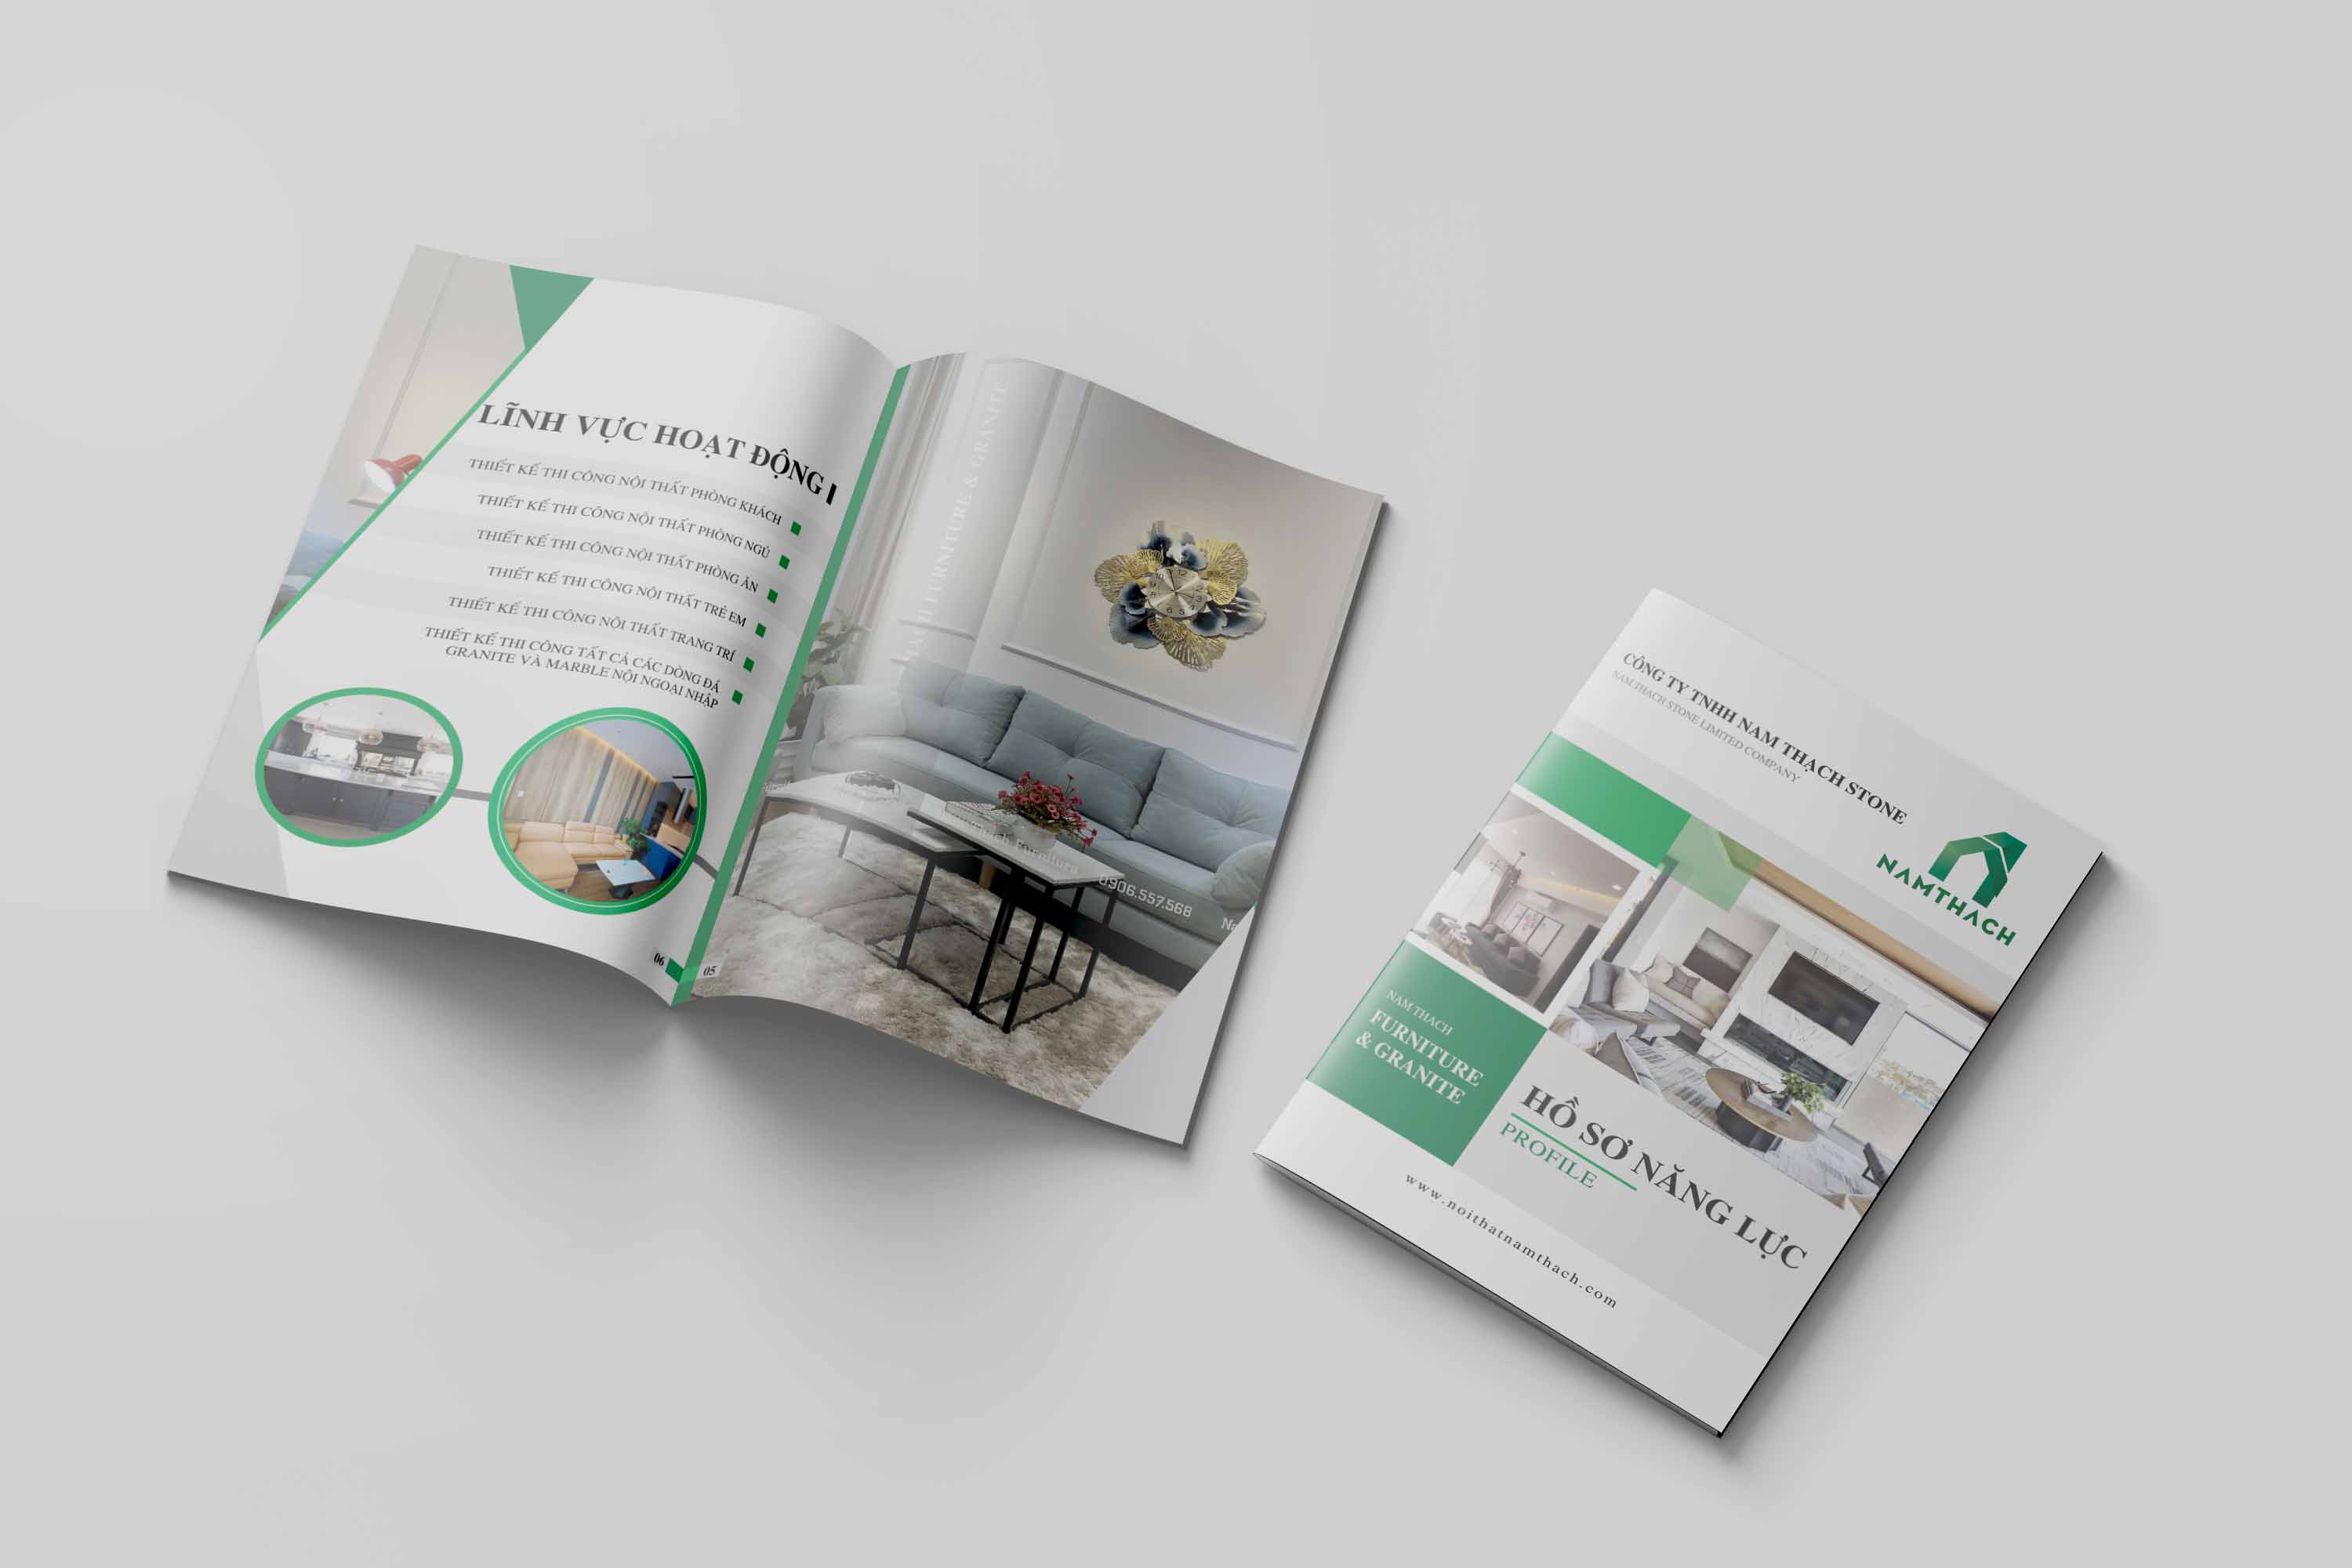 LĨNH VỰC HOẠT ĐỘNG
THIẾT KẾ THI CÔNG NỘI THẤT PHÒNG KHÁCH
THIẾT KẾ THI CÔNG NỘI THẤT PHÒNG NGỦ
THIẾT KẾ THI CÔNG NỘI THẤT PHÒNG ĂN
THIẾT KẾ THI CÔNG NỘI THẤT TRẺ EM
THIẾT KẾ THI CÔNG NỘI THẤT TRANG TRÍ
THIẾT KẾ THI CÔNG TẤT CẢ CÁC DÒNG ĐÁ
GRANITE VÀ MARBLE NỘI NGOẠI NHẬP
06
05
FURNITURE & GRANITE
Furniture
0906.557.568
CÔNG TY TNHH NAM THẠCH STONE
NAM THACH STONE LIMITED COMPANY
NAMTHACH
NAM THACH
FURNITURE
& GRANITE
HỒ SƠ NĂNG LỰC
PROFILE
www.noithatnamthach.com